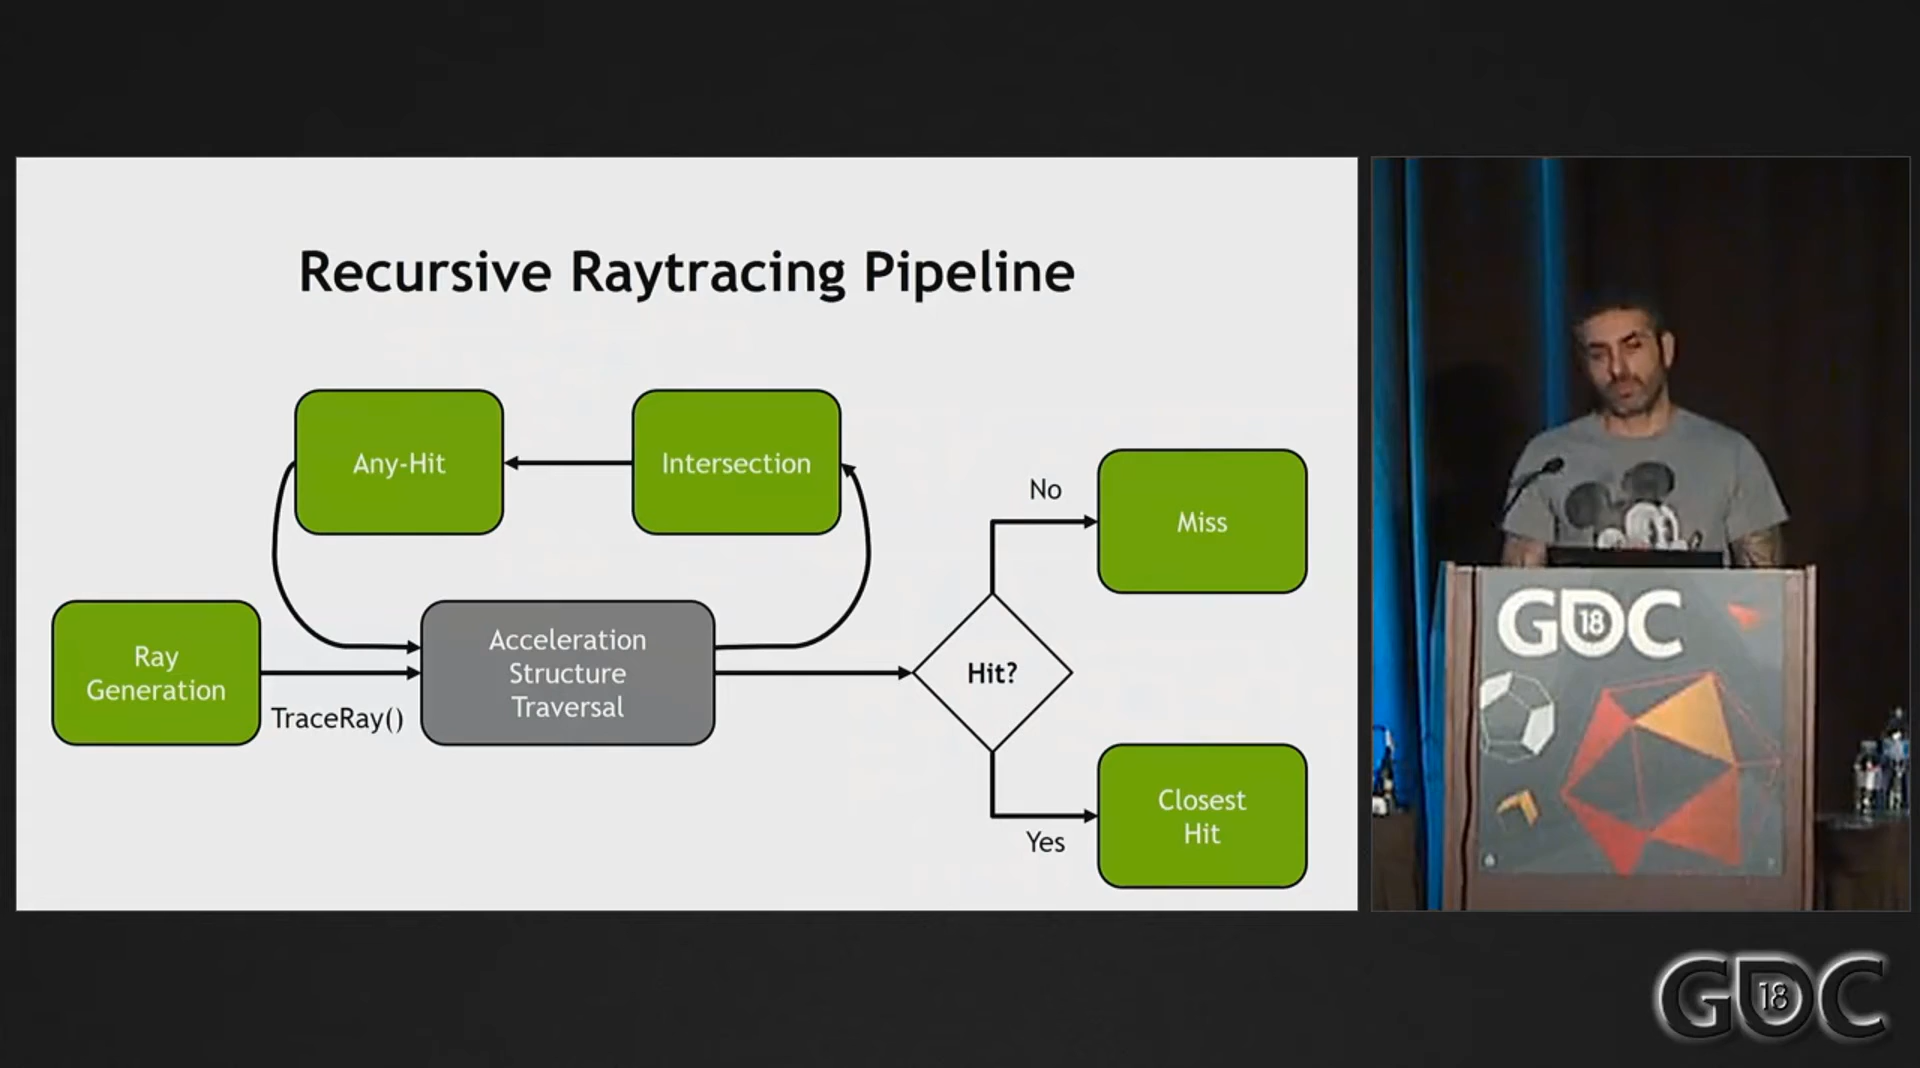 Recursive Raytracing Pipeline
Any-Hit
Intersection
No
Miss
Ray
Generation
TraceRay()
Acceleration
Structure
Traversal
Hit?
Closest
Hit
Yes
GDC
18
GDC
18